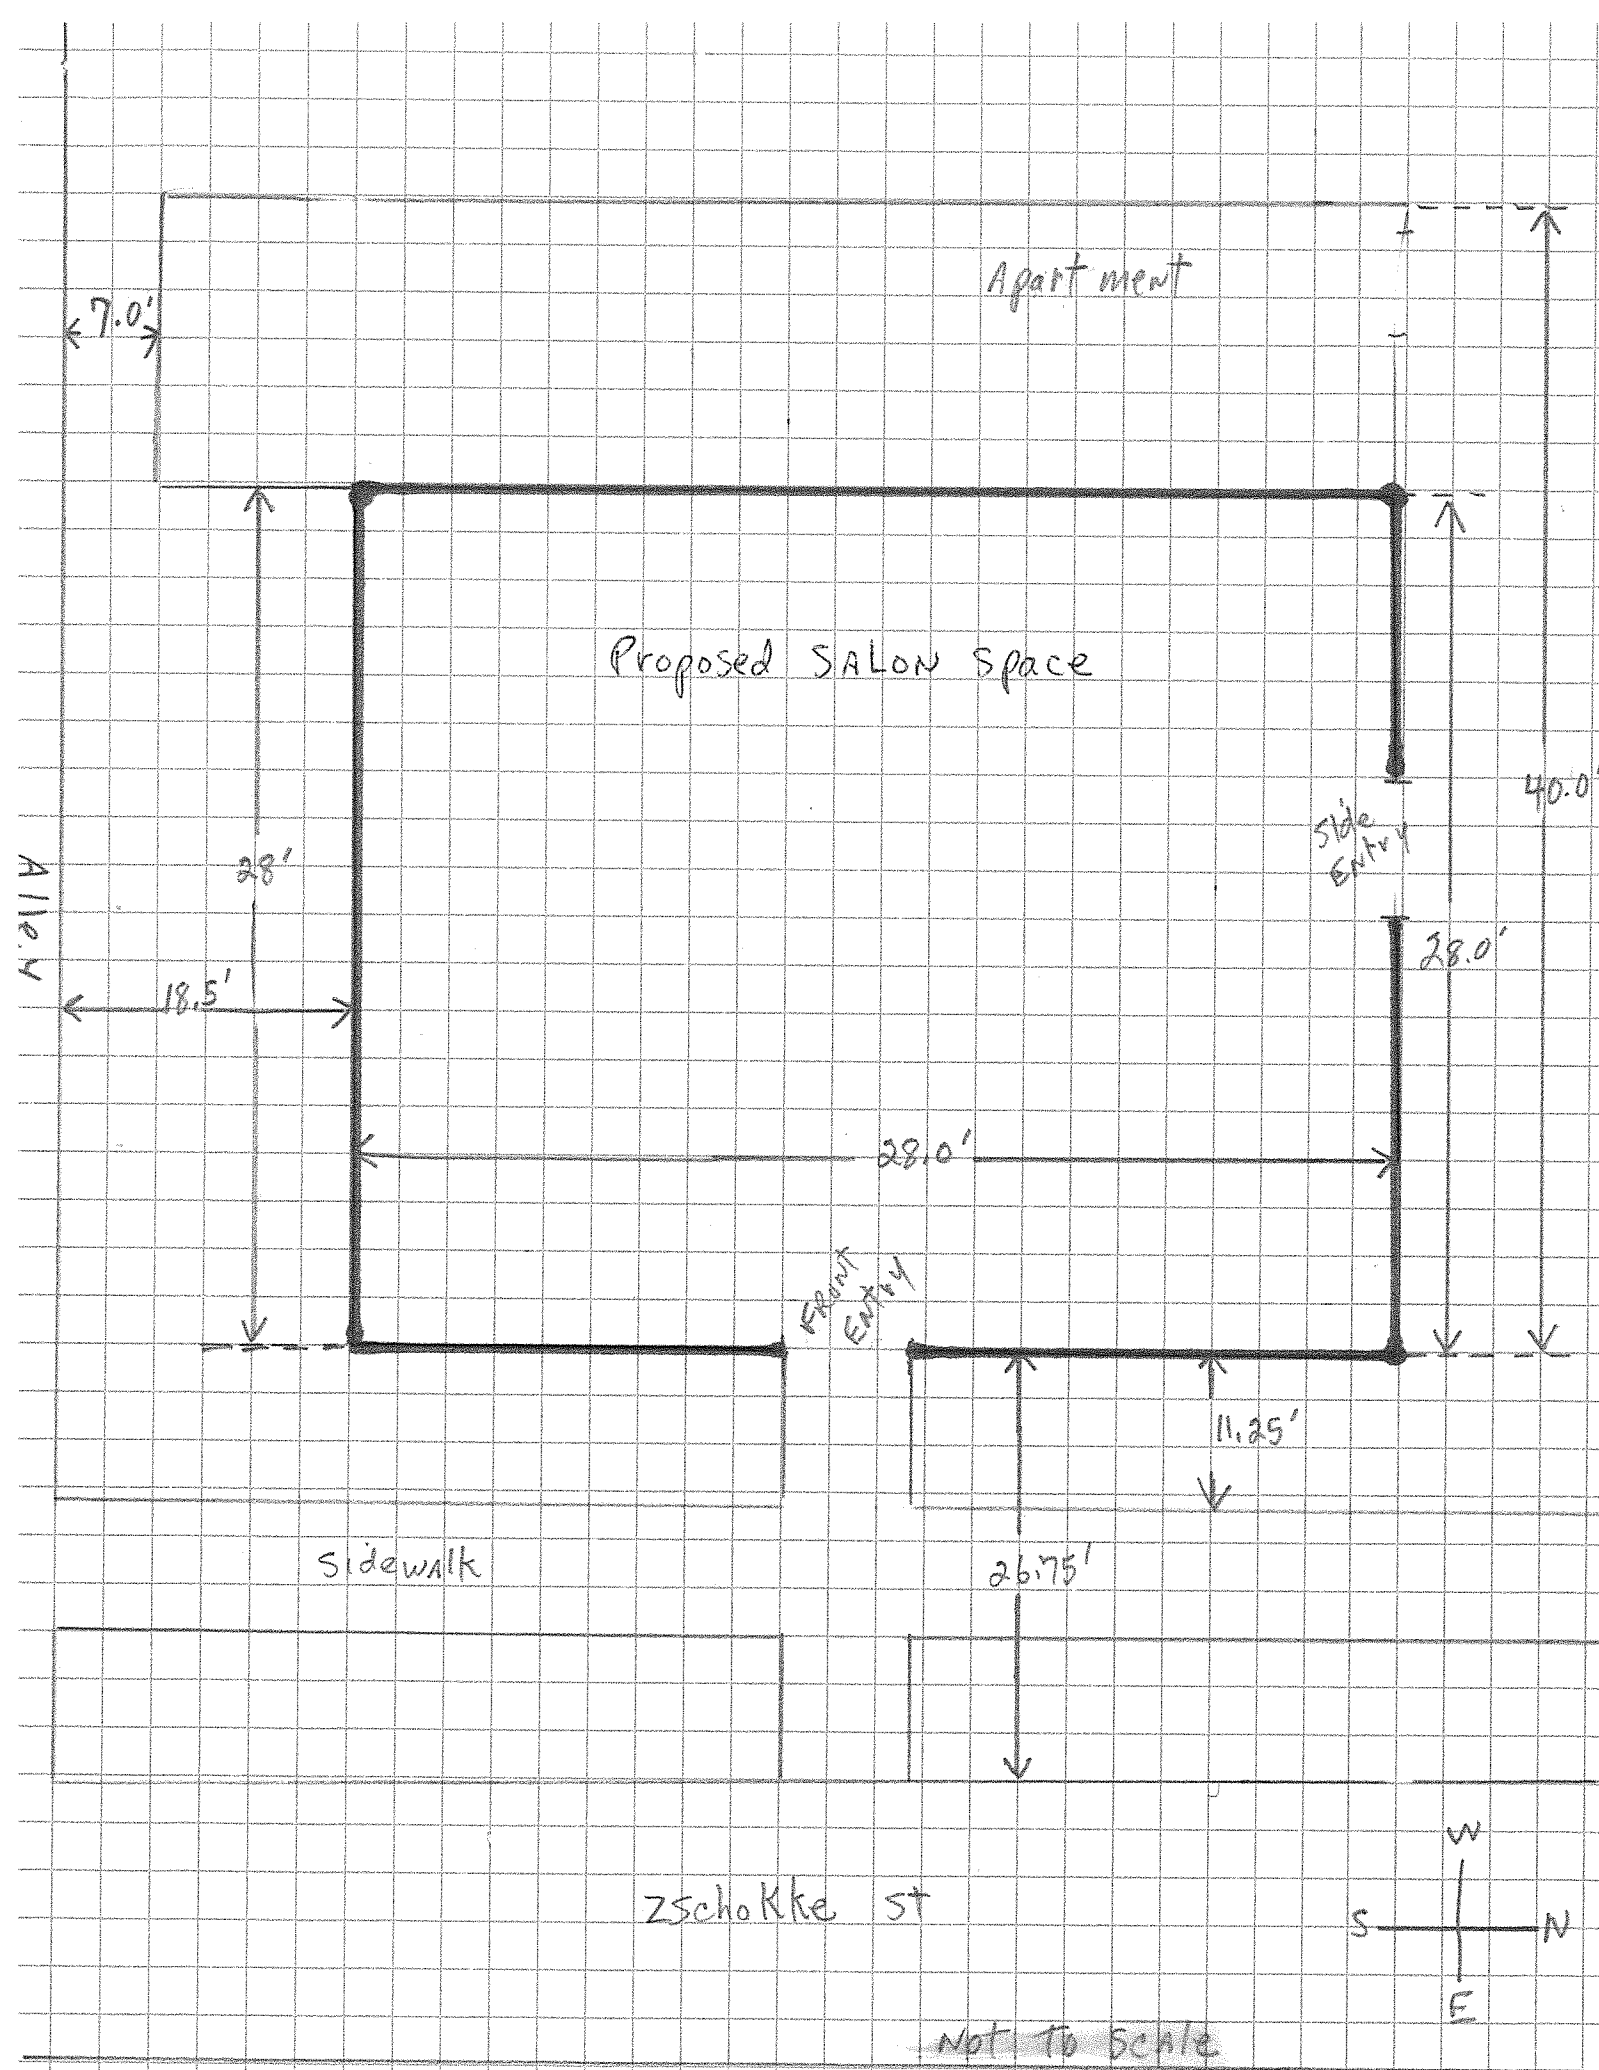 Apartment
7.0'
Proposed SALON Space
40.0'
Side
Entry
28'
Alley
28.0'
18.5'
28.0'
FRONT
Entry
11.25'
Sidewalk
26.75'
W
Zschokke St
S
N
E
Not To Scale